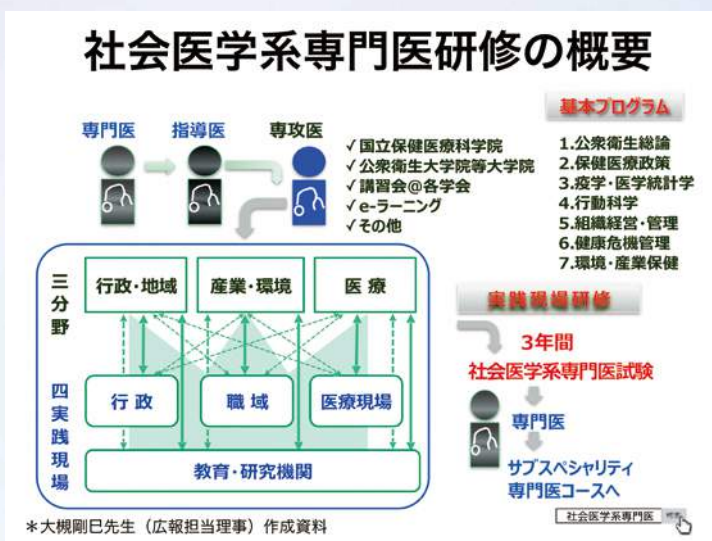 社会医学系専門医研修の概要
専門医
指導医
専攻医
✓国立保健医療科学院
✓公衆衛生大学院等大学院
✓講習会@各学会
✓e-ラーニング
✓その他
基本プログラム
1.公衆衛生総論
2.保健医療政策
3.疫学・医学統計学
4.行動科学
5.組織経営・管理
6.健康危機管理
7.環境・産業保健
三分野
行政・地域
産業・環境
医療
四実践現場
行政
職域
医療現場
教育・研究機関
実践現場研修
3年間
社会医学系専門医試験
専門医
サブスペシャリティ
専門医コースへ
社会医学系専門医
*大槻剛巳先生（広報担当理事）作成資料